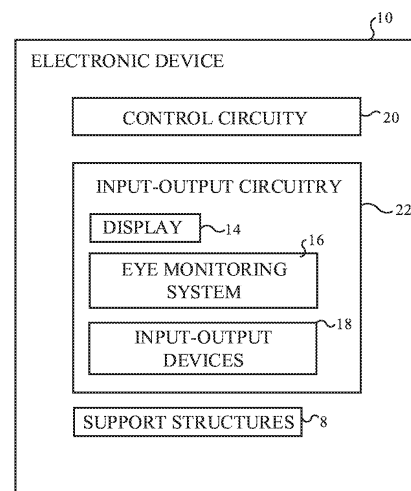 10
ELECTRONIC DEVICE
CONTROL CIRCUITY
20
INPUT-OUTPUT CIRCUITRY
22
DISPLAY
14
16
EYE MONITORING
SYSTEM
18
INPUT-OUTPUT
DEVICES
SUPPORT STRUCTURES
8